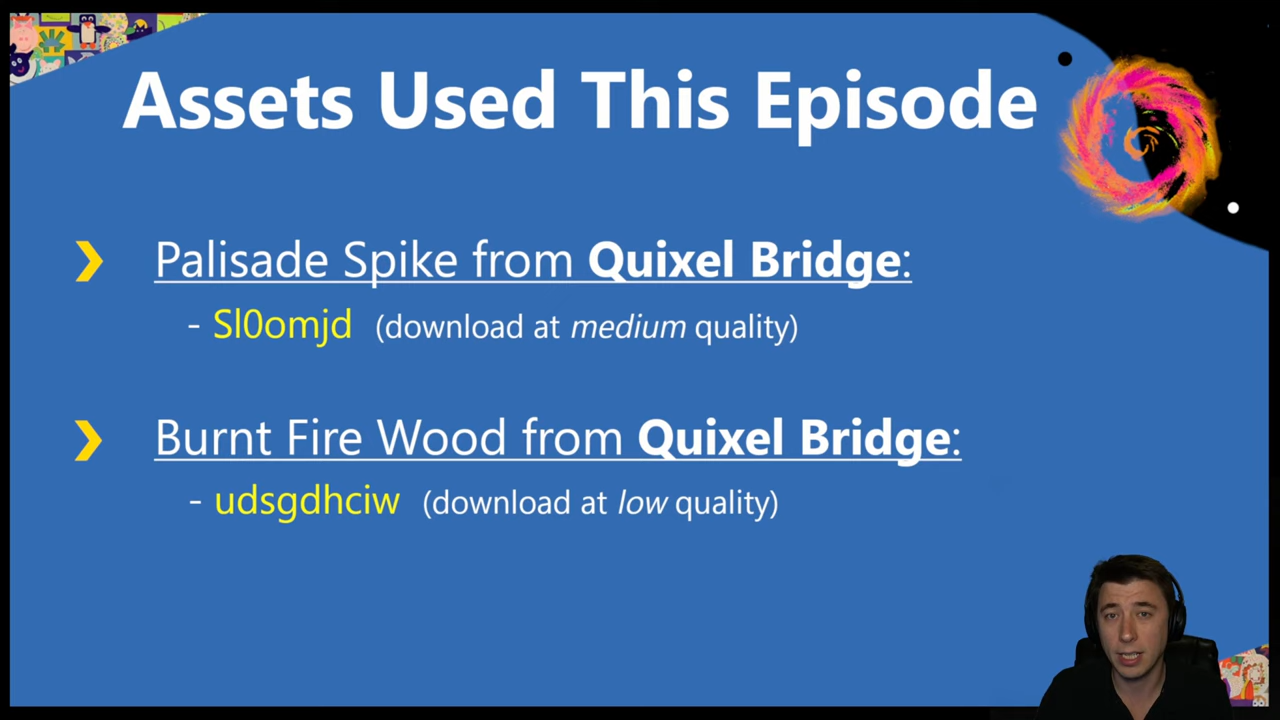 Assets Used This Episode
Palisade Spike from Quixel Bridge:
- Sl0omjd (download at medium quality)
Burnt Fire Wood from Quixel Bridge:
- udsgdhciw (download at low quality)